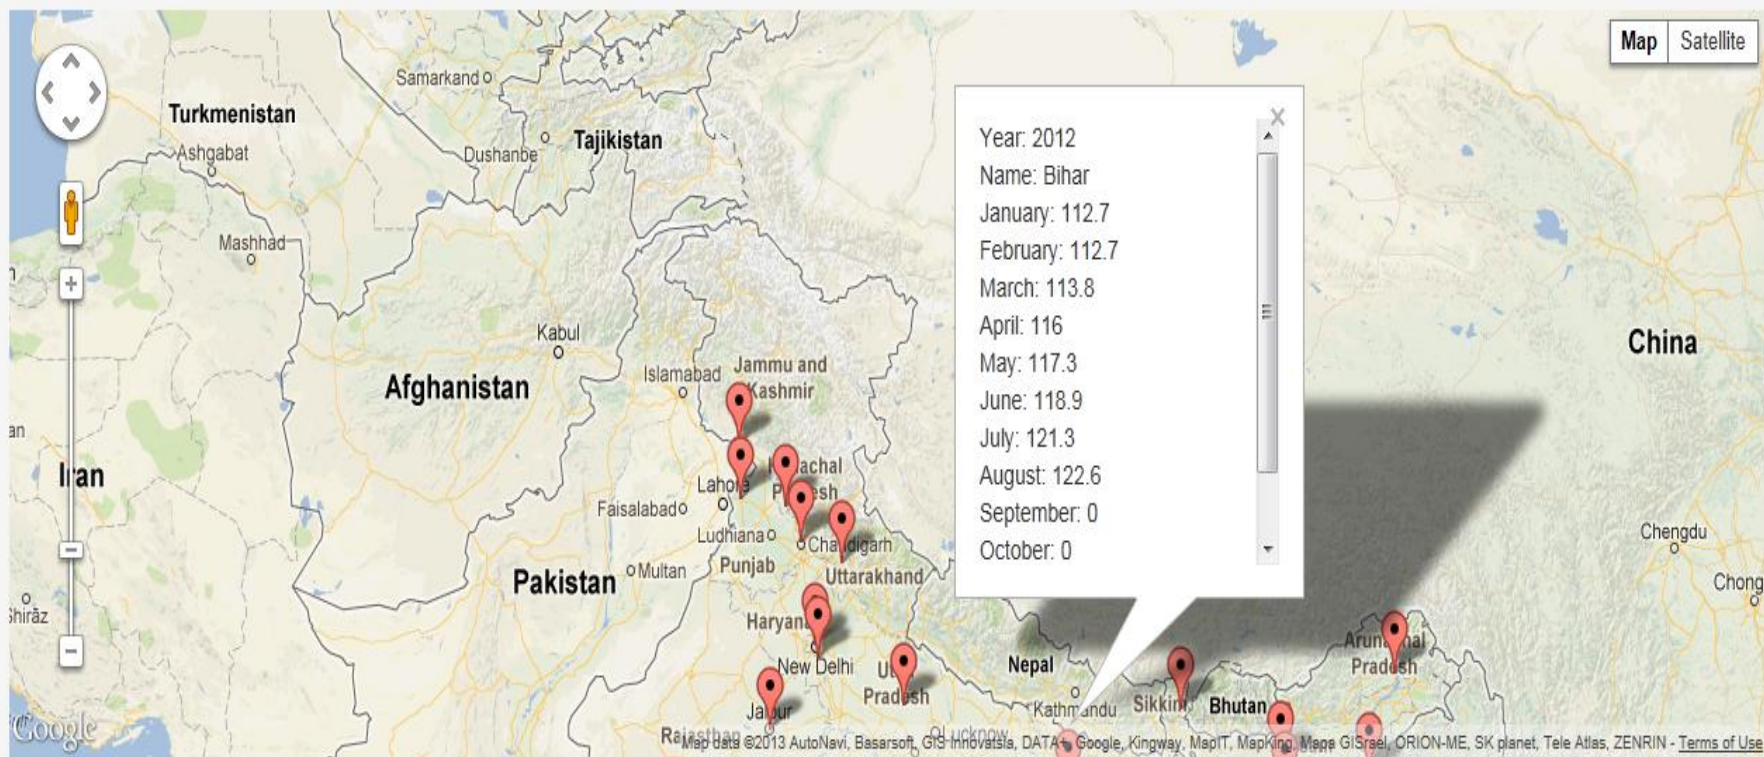 Map Satellite
Samarkand
Turkmenistan
Tajikistan
Dushanbe
Ashgabat
Mashhad
Year: 2012
Name: Bihar
January: 112.7
February: 112.7
March: 113.8
April: 116
May: 117.3
June: 118.9
July: 121.3
August: 122.6
September: 0
October: 0
China
Kabul
Islamabad
Jammu and
Kashmir
Afghanistan
Iran
Lahore
Faisalabad
Ludhiana
Chandigarh
Punjab
Multan
Pakistan
Uttarakhand
Chengdu
Chong
Shiraz
Haryana
New Delhi
Nepal
Pradesh
Pradesh
Kathmandu
Sikkim
Bhutan
Jaipur
Rajasthan
Lucknow
Google
Map data ©2013 AutoNavi, Basarsoft, GIS Innovatsia, DATA+, Google, Kingway, MapIT, MapKing, Mapa GISrael, ORION-ME, SK planet, Tele Atlas, ZENRIN - Terms of Use